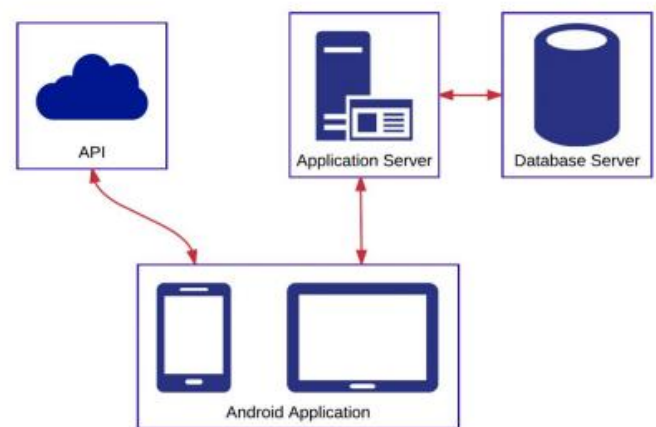 API
Application Server
Database Server
Android Application